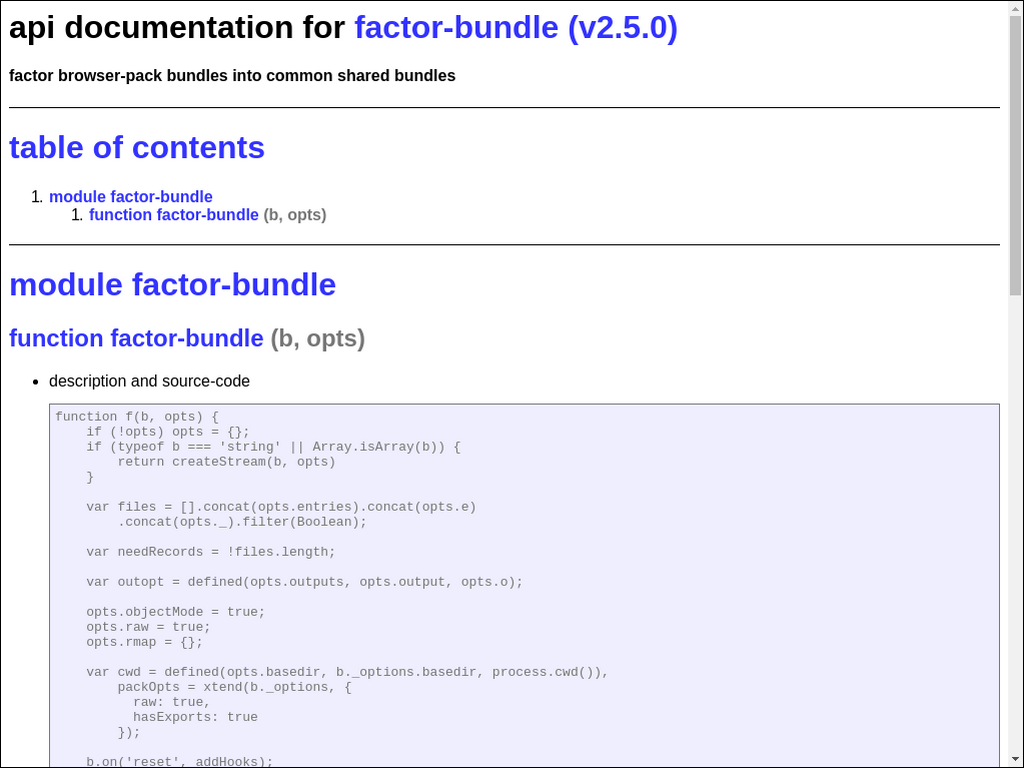 api documentation for factor-bundle (v2.5.0)
factor browser-pack bundles into common shared bundles
table of contents
1. module factor-bundle
1. function factor-bundle (b, opts)
module factor-bundle
function factor-bundle (b, opts)
• description and source-code
function f(b, opts) {
    if (!opts) opts = {};
    if (typeof b === 'string' || Array.isArray(b)) {
        return createStream(b, opts)
    }
    var files = [].concat(opts.entries).concat(opts.e)
        .concat(opts._).filter(Boolean);
    var needRecords = !files.length;
    var outopt = defined(opts.outputs, opts.output, opts.o);
    opts.objectMode = true;
    opts.raw = true;
    opts.rmap = {};
    var cwd = defined(opts.basedir, b._options.basedir, process.cwd()),
        packOpts = xtend(b._options, {
          raw: true,
          hasExports: true
        });
    b.on('reset', addHooks);